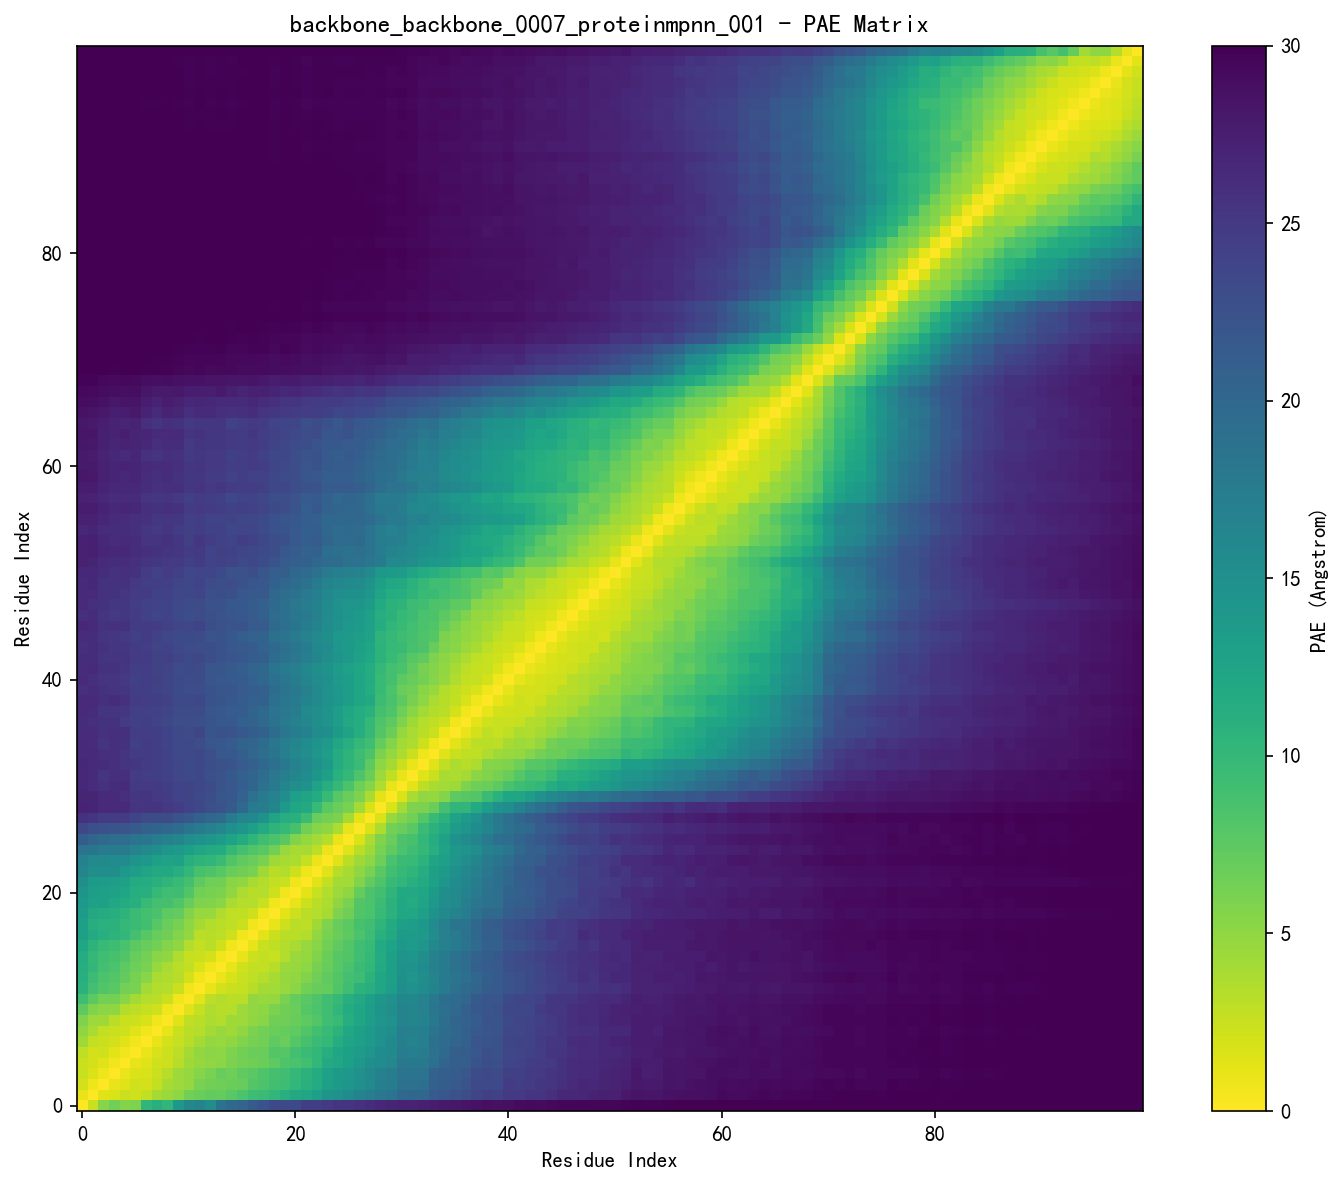 backbone_backbone_0007_proteinmpnn_001 - PAE Matrix
Residue Index
80
60
40
20
0
0 20 40 60 80
Residue Index
30
25
20
15
10
5
0
PAE (Angstrom)